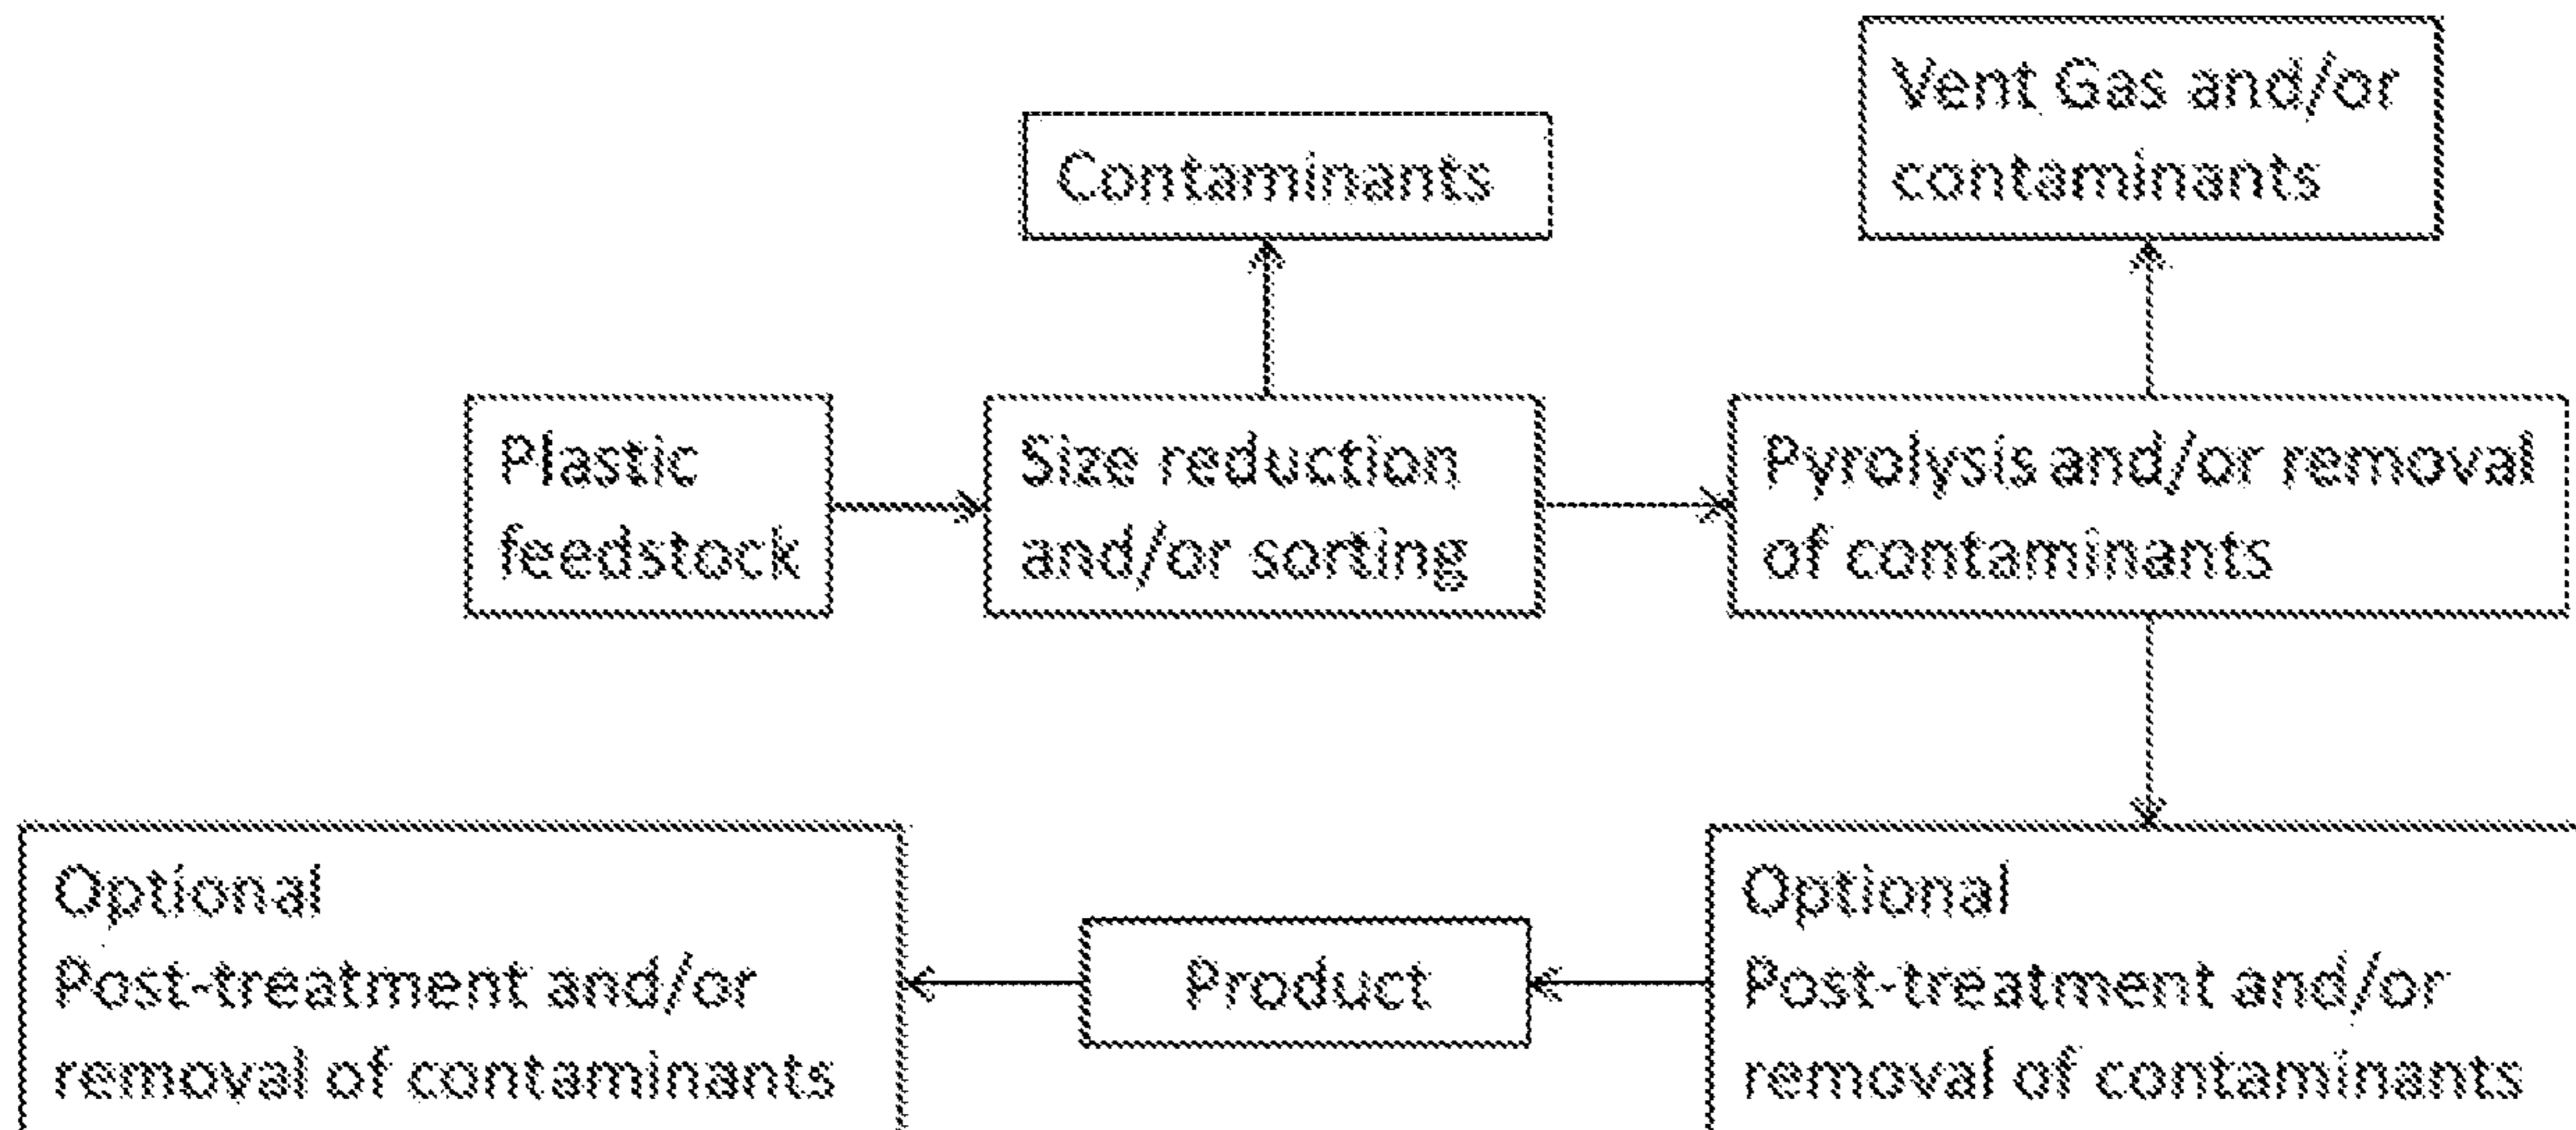 Vent Gas and/or
contaminants
Contaminants
Plastic
feedstock
Size reduction
and/or sorting
Pyrolysis and/or removal
of contaminants
Optional
Post-treatment and/or
removal of contaminants
Product
Optional
Post-treatment and/or
removal of contaminants